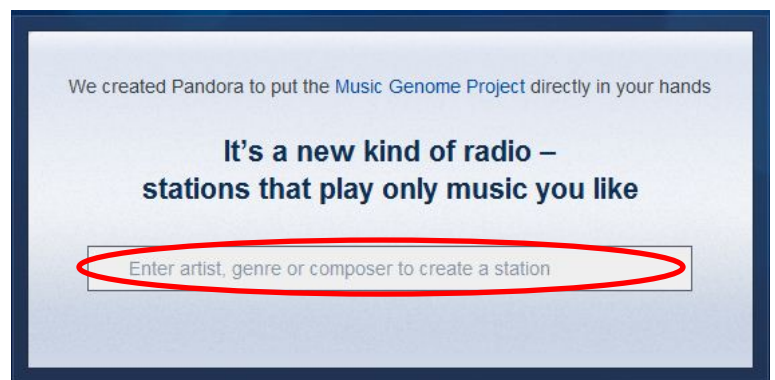 We created Pandora to put the Music Genome Project directly in your hands
It's a new kind of radio –
stations that play only music you like
Enter artist, genre or composer to create a station